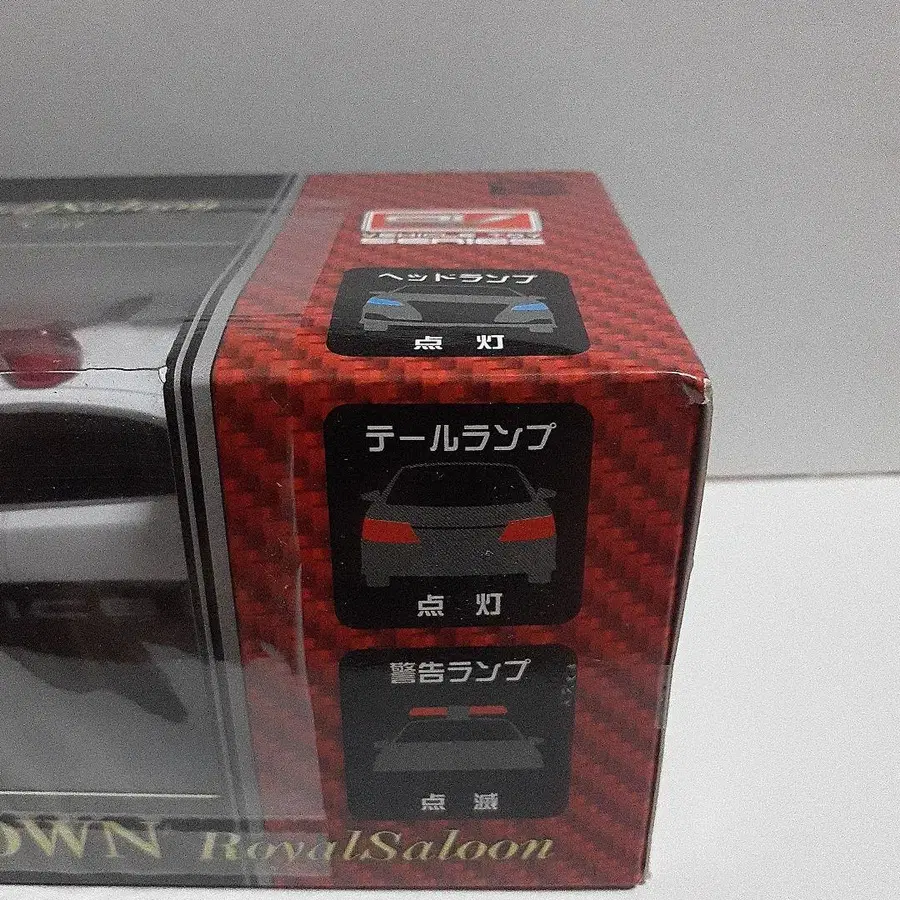 SERIES
ヘッドランプ
点 灯
テールランプ
点 灯
警告ランプ
点 滅
OWN RoyalSaloon